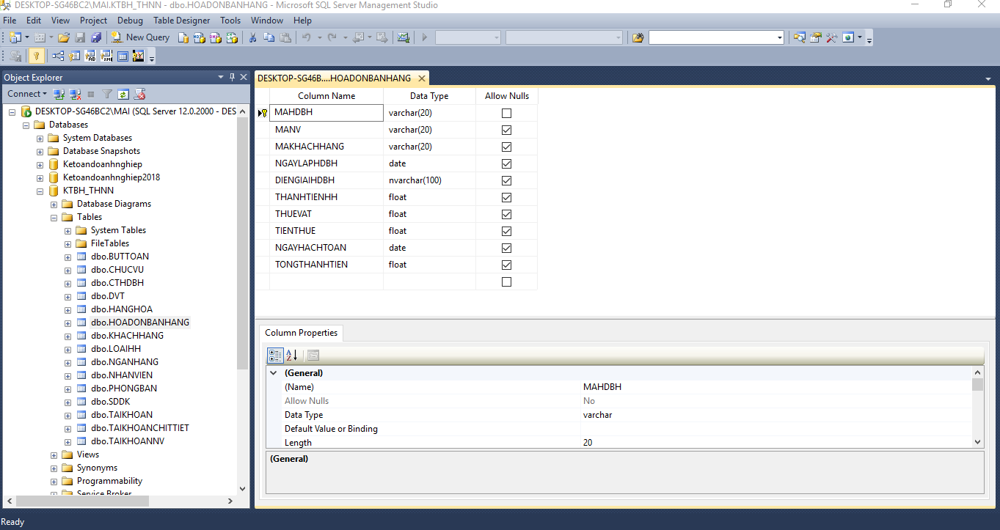 DESKTOP-SG46BC2\MAI.KTBH_THNN - dbo.HOADONBANHANG - Microsoft SQL Server Management Studio
File Edit View Project Debug Table Designer Tools Window Help
New Query
Object Explorer
Connect
DESKTOP-SG46BC2\MAI (SQL Server 12.0.2000 - DES
Databases
System Databases
Database Snapshots
Ketoandoanhnghiep
Ketoandoanhnghiep2018
KTBH_THNN
Database Diagrams
Tables
System Tables
FileTables
dbo.BUTTOAN
dbo.CHUCVU
dbo.CTHDBH
dbo.DVT
dbo.HANGHOA
dbo.HOADONBANHANG
dbo.KHACHHANG
dbo.LOAIHH
dbo.NGANHANG
dbo.NHANVIEN
dbo.PHONGBAN
dbo.SDDK
dbo.TAIKHOAN
dbo.TAIKHOANCHITTIET
dbo.TAIKHOANNV
Views
Synonyms
Programmability
Service Broker
DESKTOP-SG46B....HOADONBANHANG
Column Name Data Type Allow Nulls
MAHDBH varchar(20)
MANV varchar(20)
MAKHACHHANG varchar(20)
NGAYLAPHDBH date
DIENGIAIHDBH nvarchar(100)
THANHTIENHH float
THUEVAT float
TIENTHUE float
NGAYHACHTOAN date
TONGTHANHTIEN float
Column Properties
(General)
(Name) MAHDBH
Allow Nulls No
Data Type varchar
Default Value or Binding
Length 20
(General)
Ready